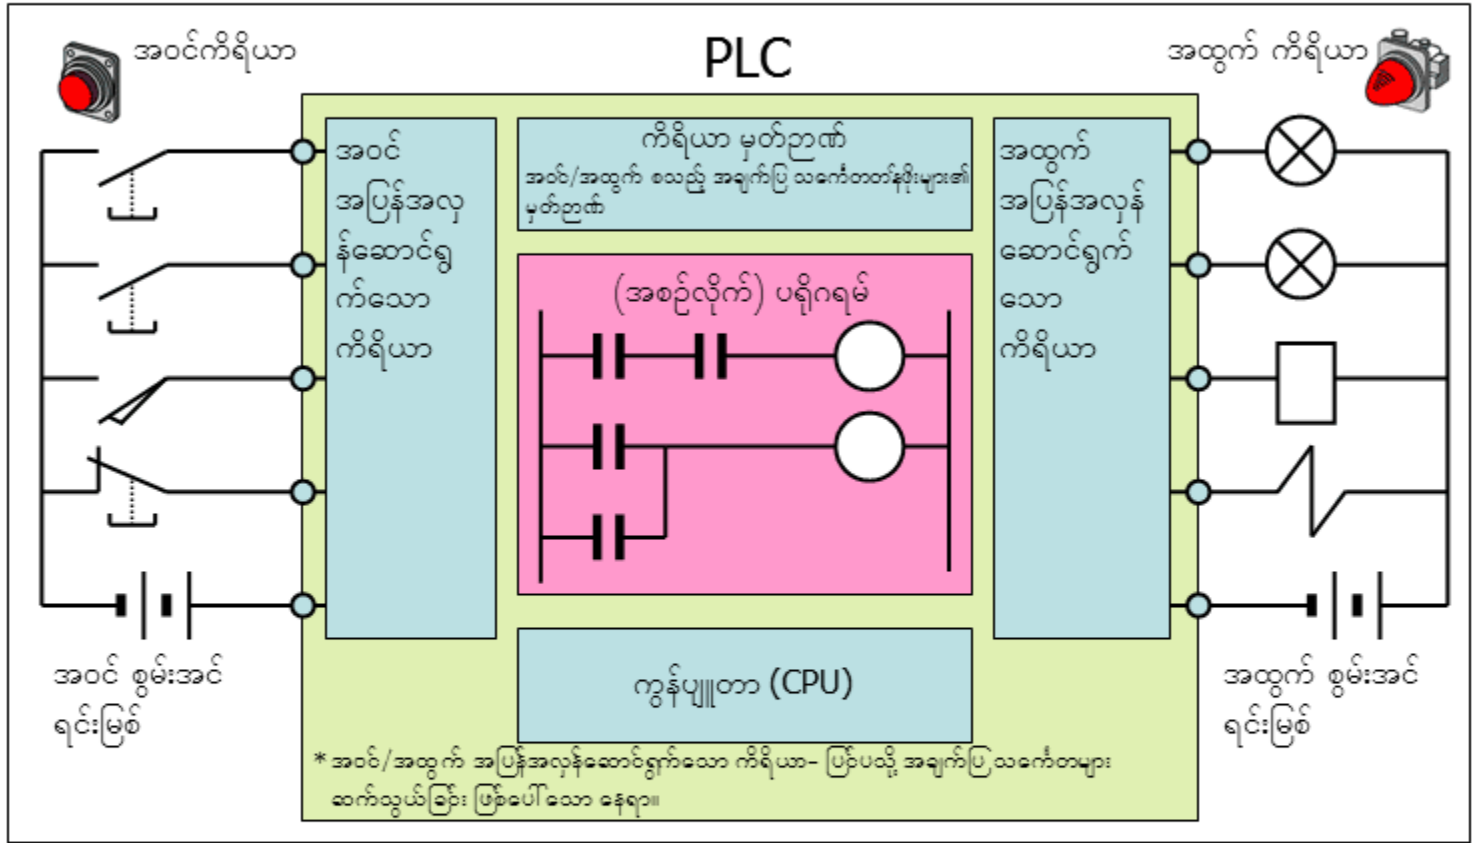 PLC
အဝင်ကိရိယာ
အထွက် ကိရိယာ
အဝင်
အပြန်အလှ
န်ဆောင်ရွ
က်သော
ကိရိယာ
ကိရိယာ မှတ်ဉာဏ်
အဝင်/အထွက် စသည့် အချက်ပြ သင်္ကေတတန်ဖိုးများ၏
မှတ်ဉာဏ်
(အစဉ်လိုက်) ပရိုဂရမ်
ကွန်ပျူတာ (CPU)
အထွက်
အပြန်အလှန်
ဆောင်ရွက်
သော
ကိရိယာ
အဝင် စွမ်းအင်
ရင်းမြစ်
အထွက် စွမ်းအင်
ရင်းမြစ်
*အဝင်/အထွက် အပြန်အလှန်ဆောင်ရွက်သော ကိရိယာ- ပြင်ပသို့ အချက်ပြ သင်္ကေတများ
ဆက်သွယ်ခြင်း ဖြစ်ပေါ်သော နေရာ။